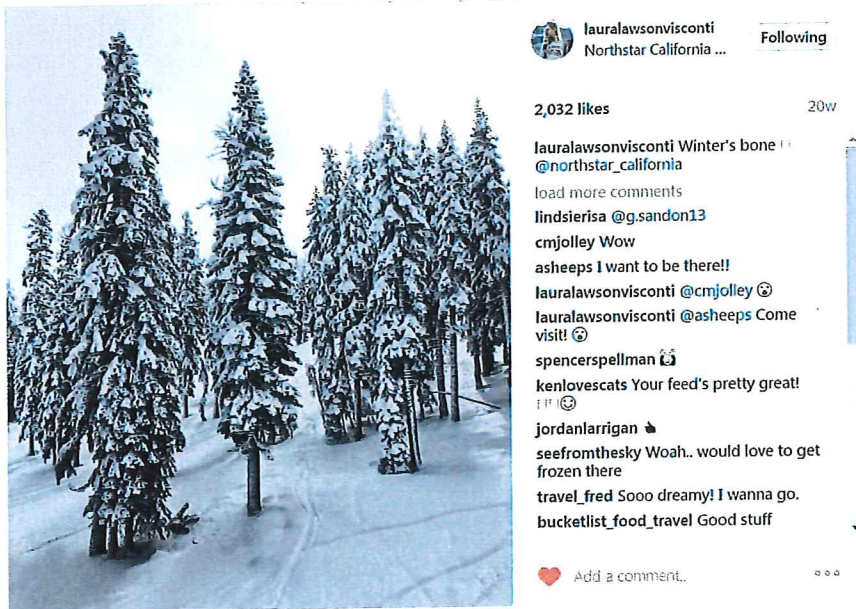 lauralawsonvisconti
Northstar California ...
Following
2,032 likes
20w
lauralawsonvisconti Winter's bone
@northstar_california
load more comments
lindsierisa @g.sandon13
cmjolley Wow
asheeps I want to be there!!
lauralawsonvisconti @cmjolley 😮
lauralawsonvisconti @asheeps Come
visit! 😮
spencerspellman 🙌
kenlovescats Your feed's pretty great!
☺
jordanlarrigan 👍
seefromthesky Woah.. would love to get
frozen there
travel_fred Sooo dreamy! I wanna go.
bucketlist_food_travel Good stuff
Add a comment..